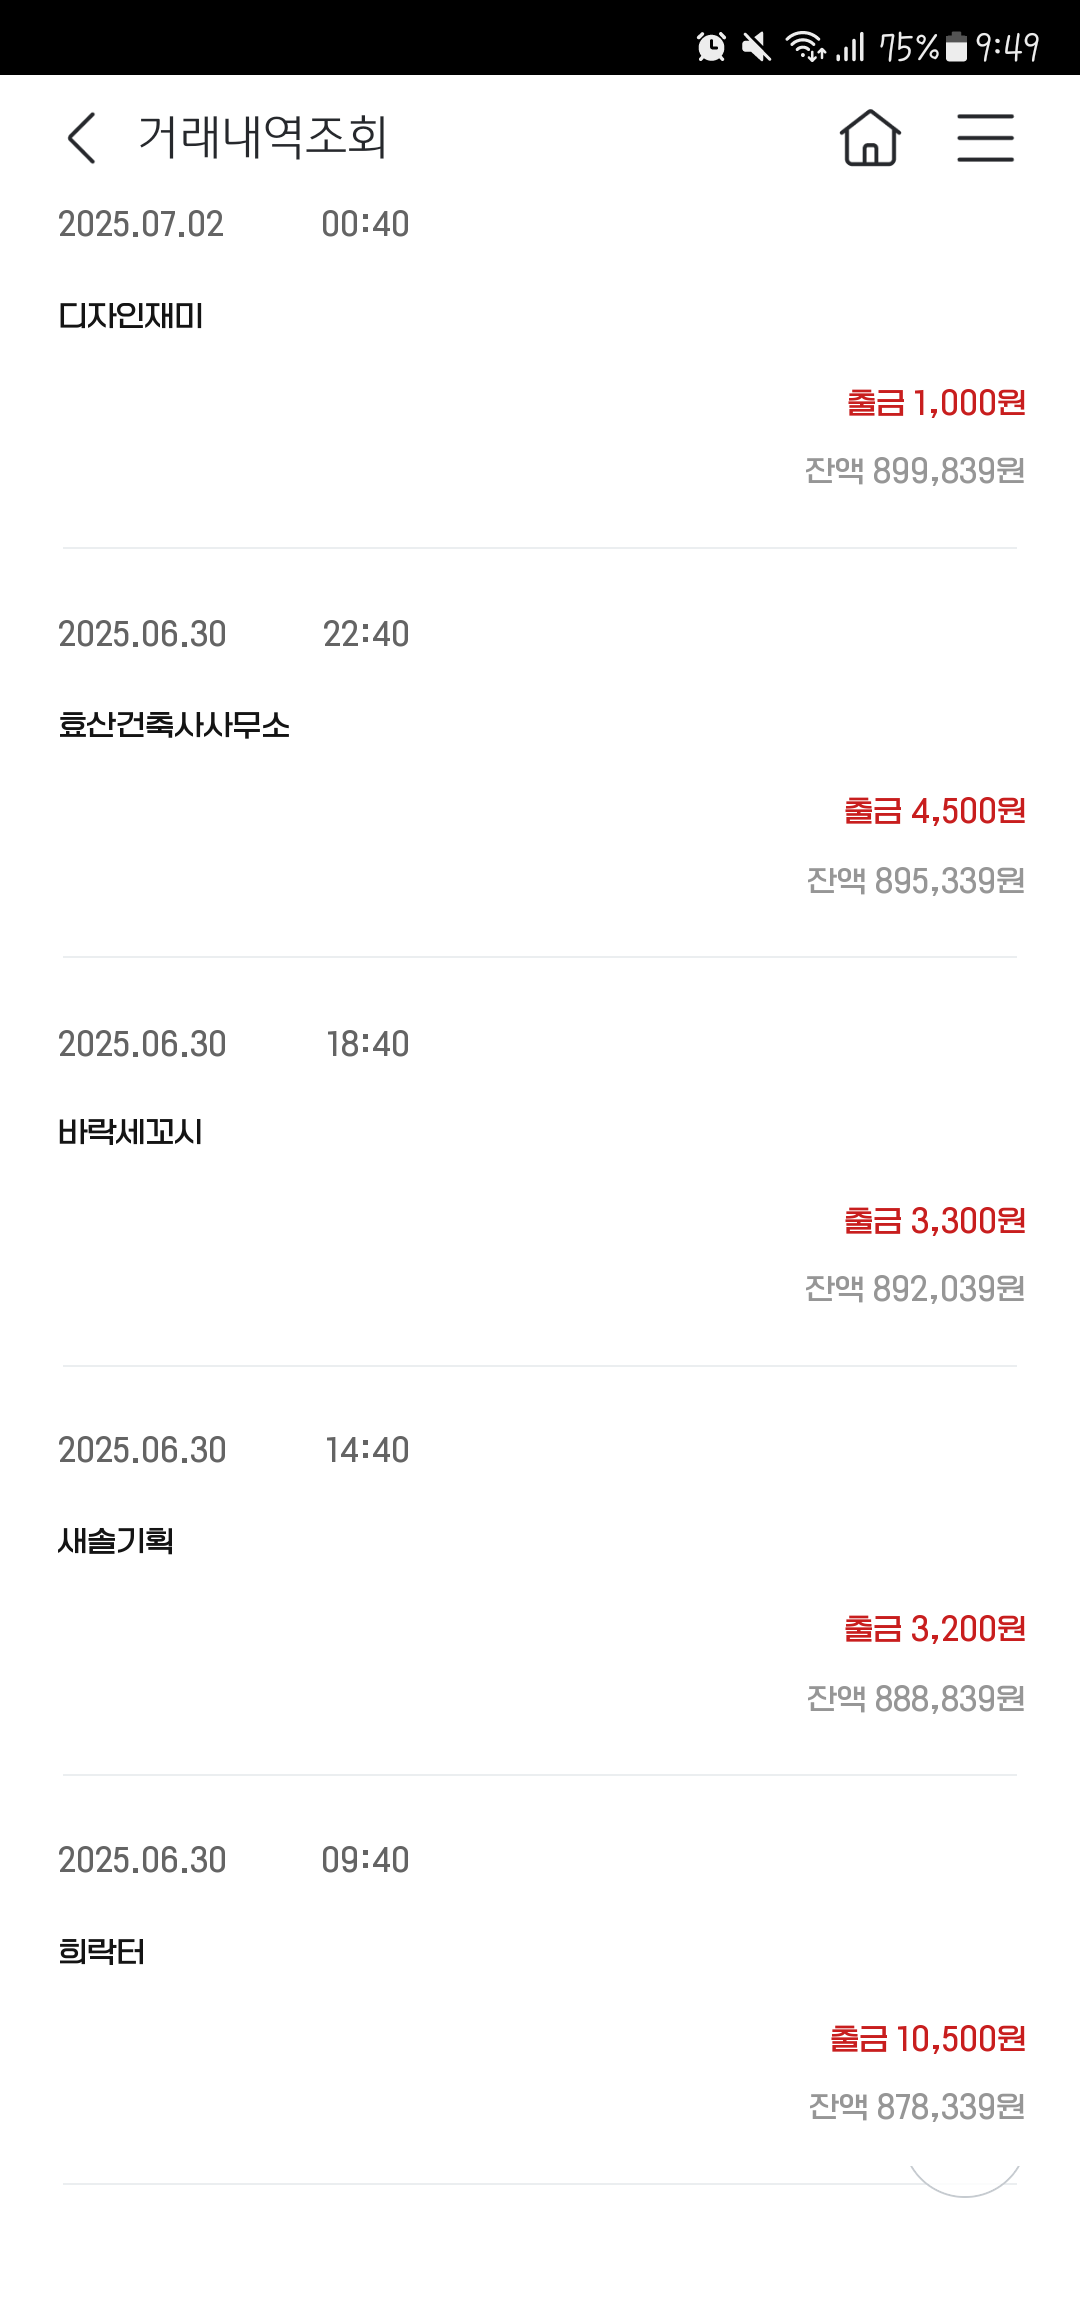 75% 9:49
거래내역조회
2025.07.02 00:40
디자인재미
출금 1,000원
잔액 899,839원
2025.06.30 22:40
효산건축사사무소
출금 4,500원
잔액 895,339원
2025.06.30 18:40
바락세꼬시
출금 3,300원
잔액 892,039원
2025.06.30 14:40
새솔기획
출금 3,200원
잔액 888,839원
2025.06.30 09:40
희락터
출금 10,500원
잔액 878,339원